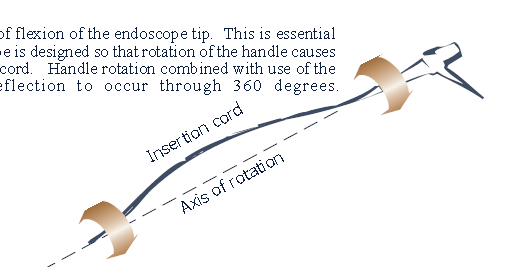 of flexion of the endoscope tip. This is essential
is designed so that rotation of the handle causes
cord. Handle rotation combined with use of the
eflection to occur through 360 degrees.
Insertion cord
Axis of rotation